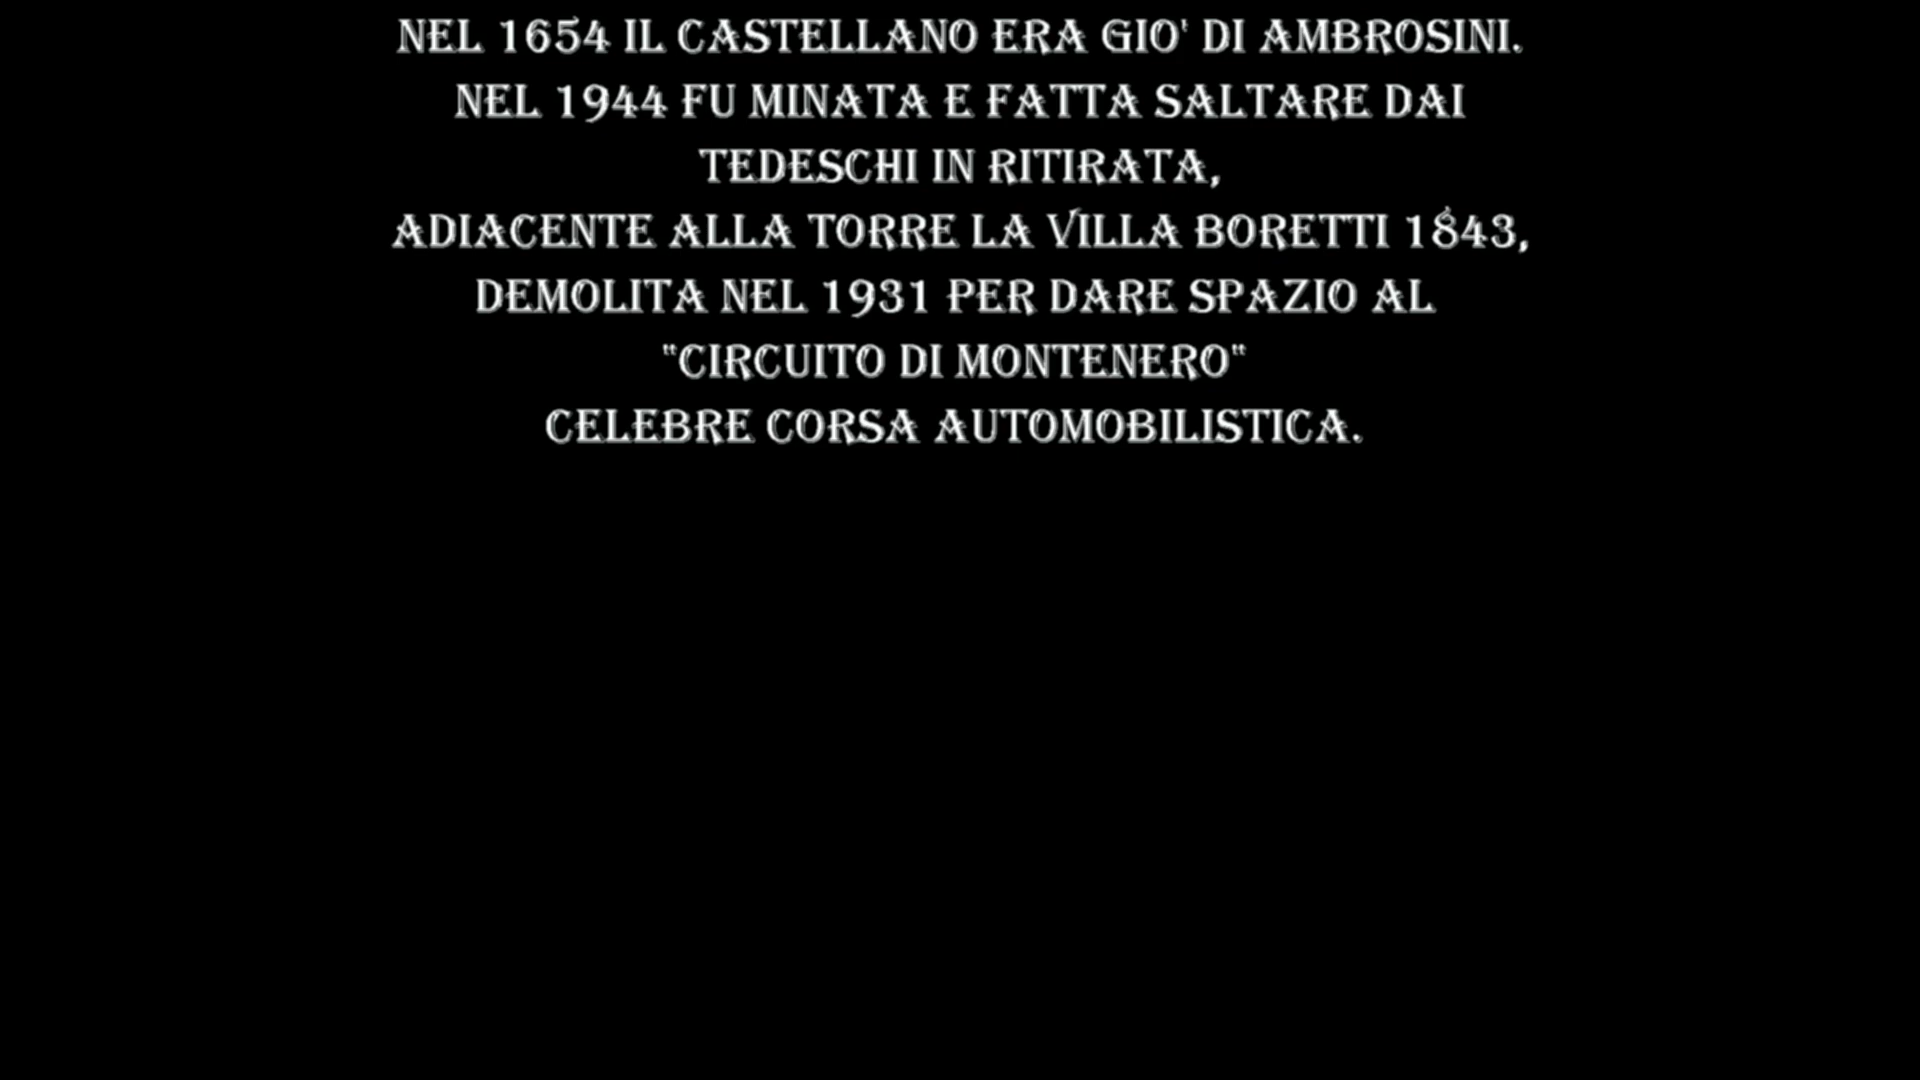 NEL 1654 IL CASTELLANO ERA GIO' DI AMBROSINI.
NEL 1944 FU MINATA E FATTA SALTARE DAI
TEDESCHI IN RITIRATA,
ADIACENTE ALLA TORRE LA VILLA BORETTI 1843,
DEMOLITA NEL 1931 PER DARE SPAZIO AL
"CIRCUITO DI MONTENERO"
CELEBRE CORSA AUTOMOBILISTICA.